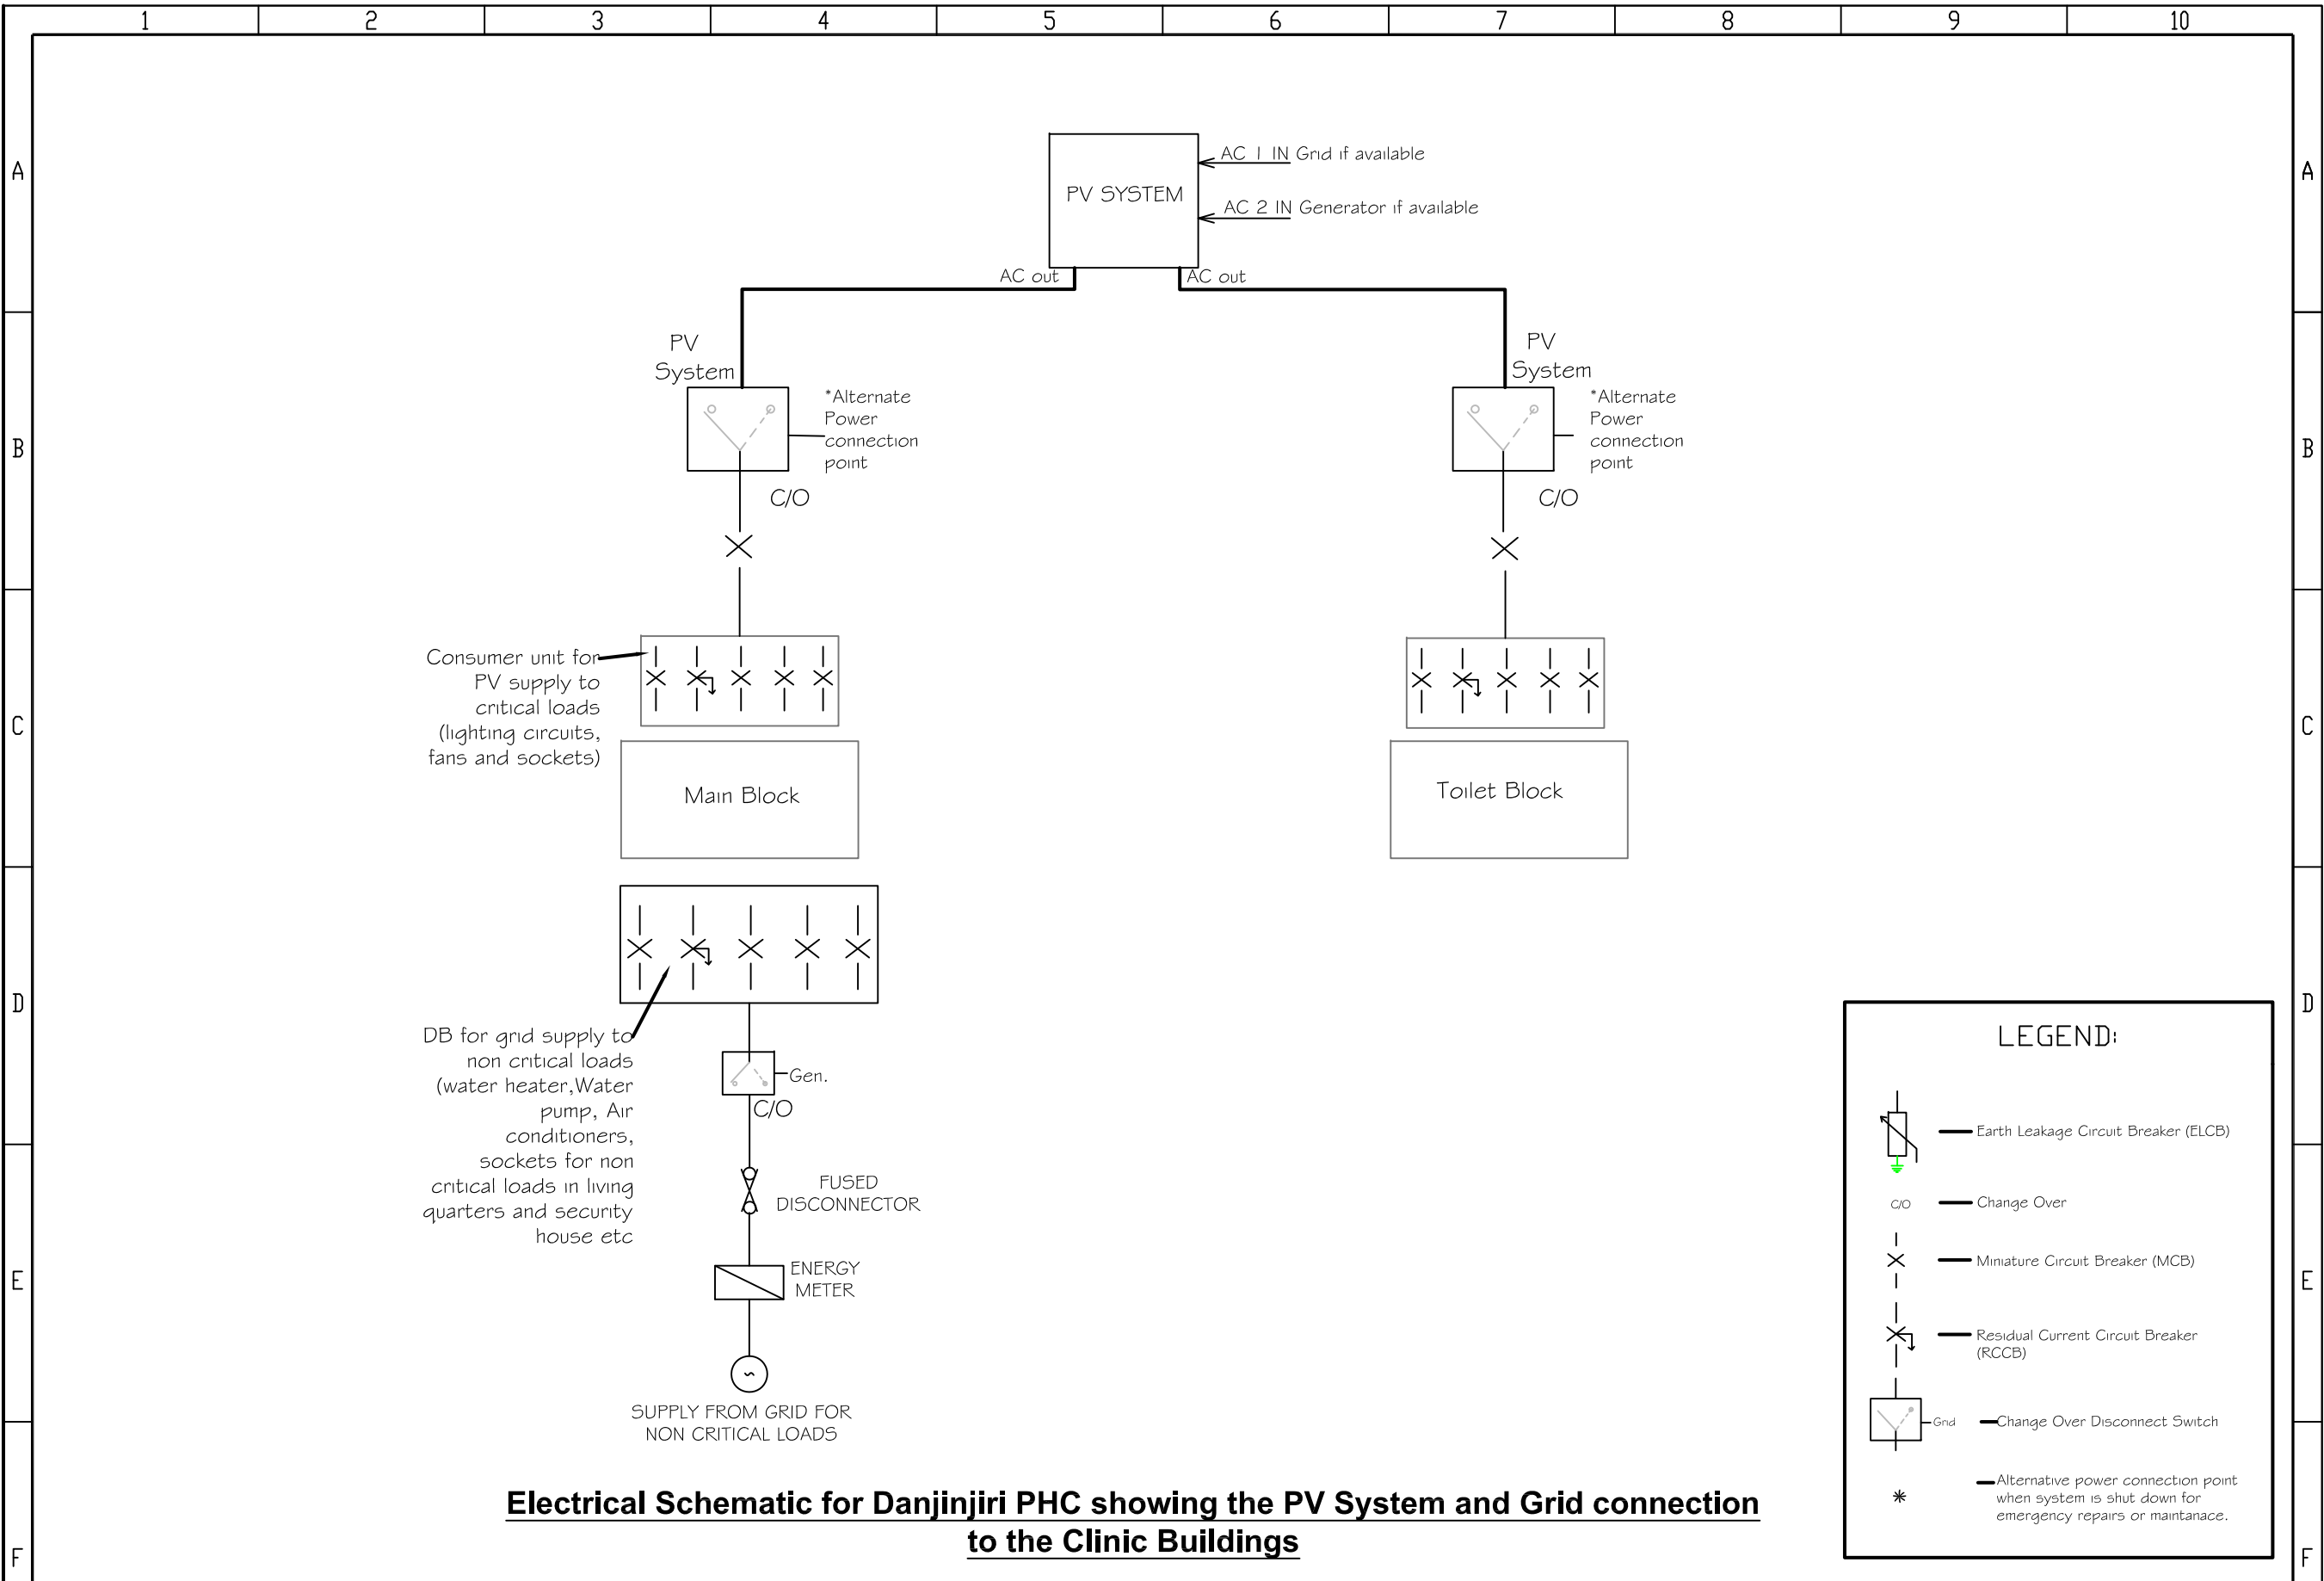 1 2 3 4 5 6 7 8 9 10
A A
AC 1 IN Grid if available
PV SYSTEM
AC 2 IN Generator if available
AC out AC out
B B
PV
System
*Alternate
Power
connection
point
C/O
PV
System
*Alternate
Power
connection
point
C/O
C C
Consumer unit for
PV supply to
critical loads
(lighting circuits,
fans and sockets)
Main Block
Toilet Block
D D
DB for grid supply to
non critical loads
(water heater,Water
pump, Air
conditioners,
sockets for non
critical loads in living
quarters and security
house etc
Gen.
C/O
FUSED
DISCONNECTOR
E E
ENERGY
METER
SUPPLY FROM GRID FOR
NON CRITICAL LOADS
LEGEND:
Earth Leakage Circuit Breaker (ELCB)
C/O Change Over
Miniature Circuit Breaker (MCB)
Residual Current Circuit Breaker
(RCCB)
Grid Change Over Disconnect Switch
* Alternative power connection point
when system is shut down for
emergency repairs or maintanace.
Electrical Schematic for Danjinjiri PHC showing the PV System and Grid connection
to the Clinic Buildings
F F